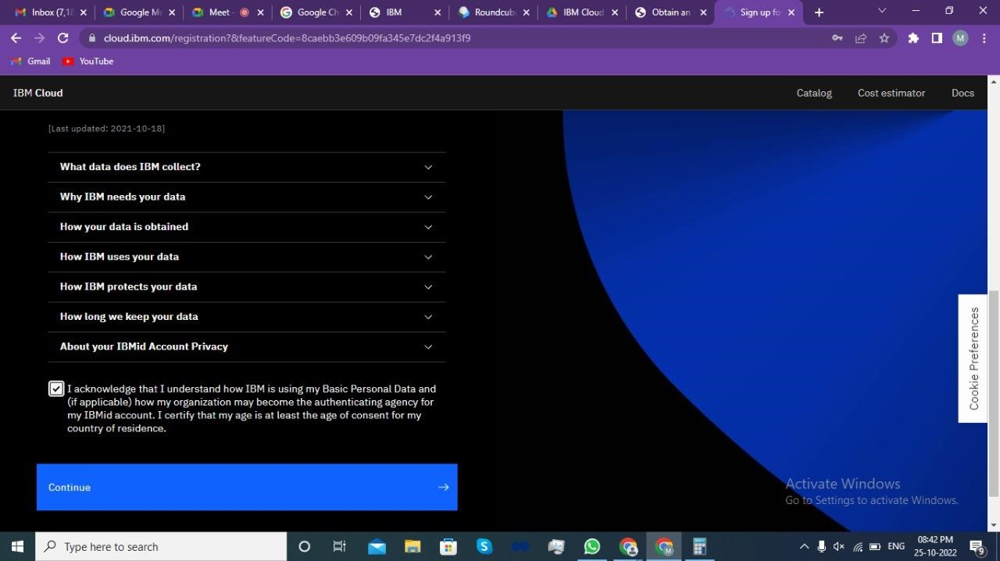 Inbox (7,18
Google Me
Meet -
Google Ch
IBM
Roundcube
IBM Cloud
Obtain an
Sign up fo
cloud.ibm.com/registration?&featureCode=8caebb3e609b09fa345e7dc2f4a913f9
M
Gmail
YouTube
IBM Cloud
Catalog
Cost estimator
Docs
[Last updated: 2021-10-18]
What data does IBM collect?
Why IBM needs your data
How your data is obtained
How IBM uses your data
How IBM protects your data
How long we keep your data
About your IBMid Account Privacy
I acknowledge that I understand how IBM is using my Basic Personal Data and
(if applicable) how my organization may become the authenticating agency for
my IBMid account. I certify that my age is at least the age of consent for my
country of residence.
Continue
Cookie Preferences
Activate Windows
Go to Settings to activate Windows.
Type here to search
ENG
08:42 PM
25-10-2022
9